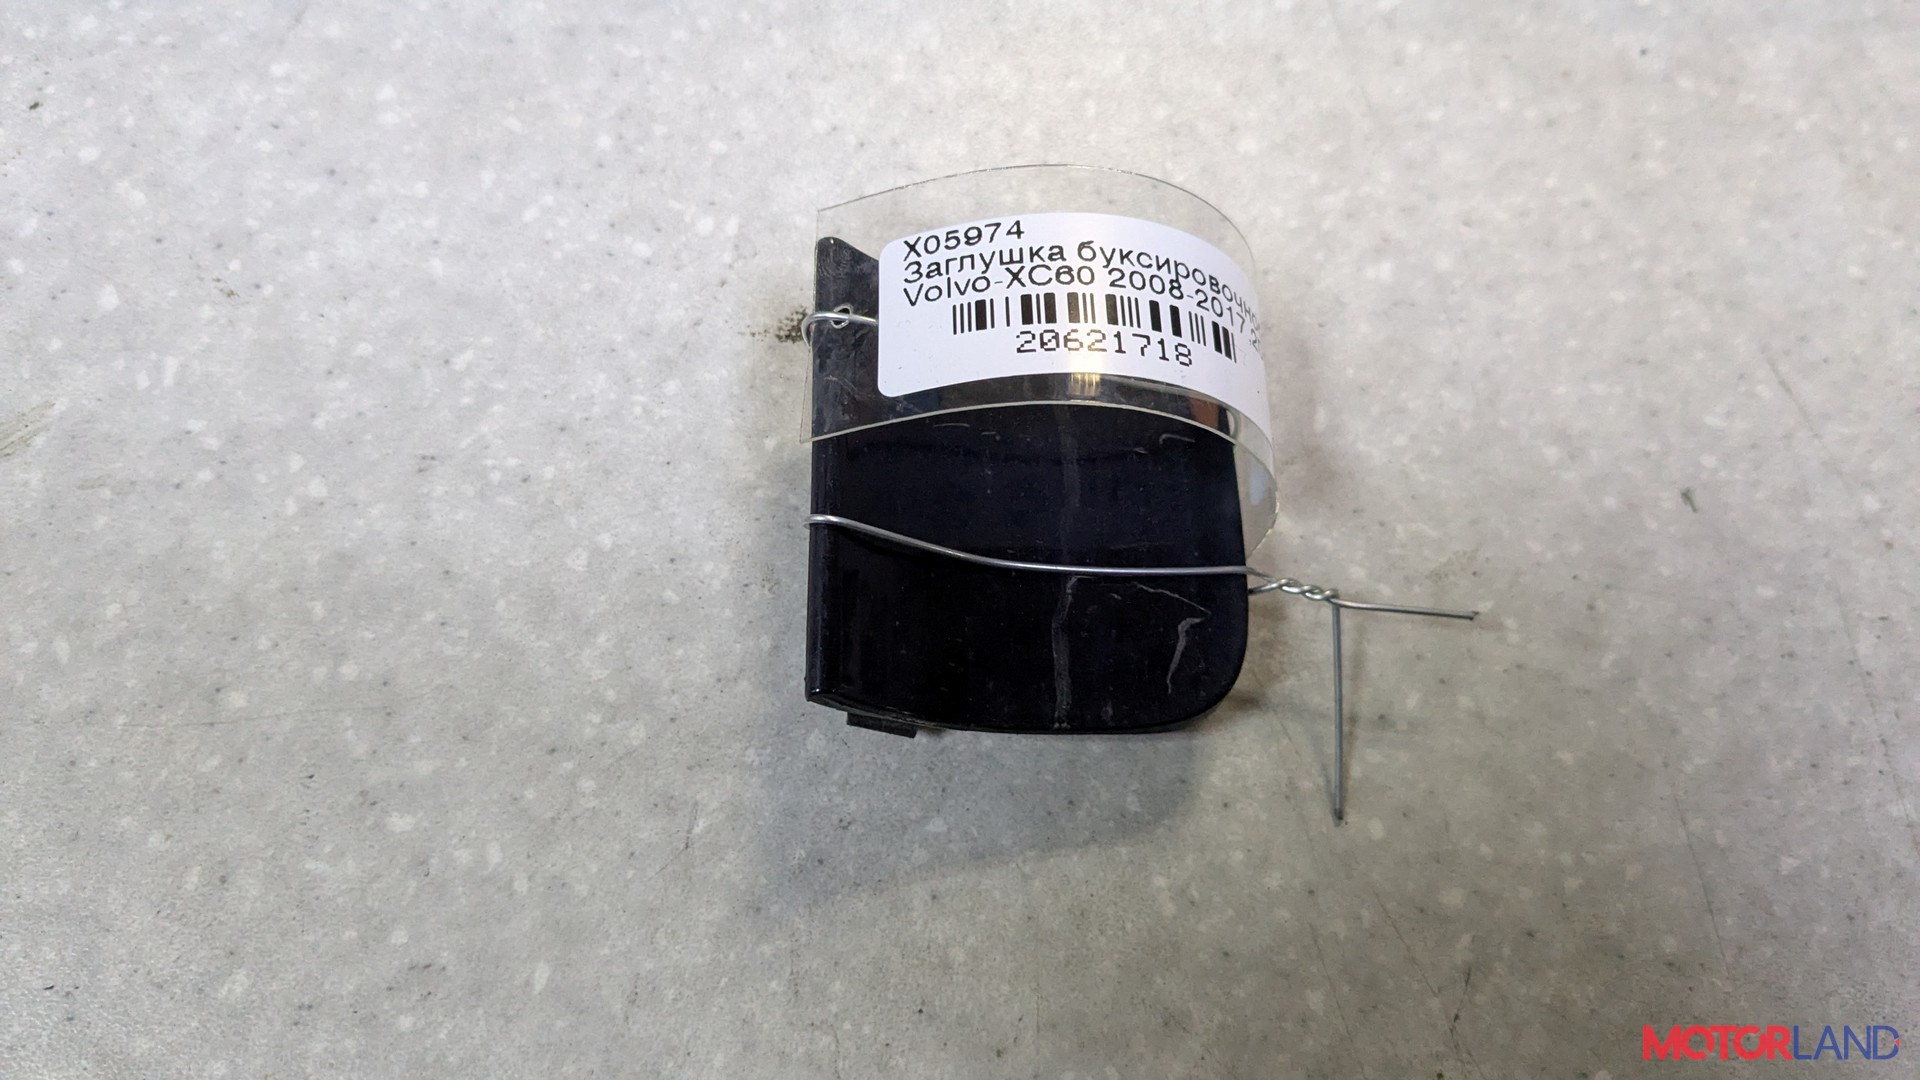 X05974
Заглушка буксировочно
Volvo-XC60 2008-2017
20621718
MOTORLAND